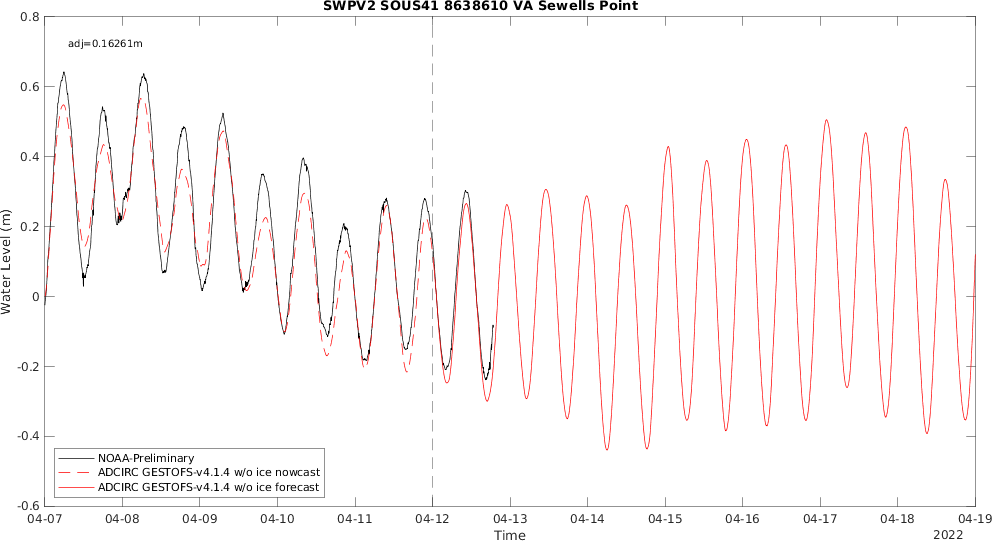 SWPV2 SOUS41 8638610 VA Sewells Point
adj=0.16261m
0.8
0.6
0.4
0.2
0
-0.2
-0.4
-0.6
Water Level (m)
NOAA-Preliminary
ADCIRC GESTOFS-v4.1.4 w/o ice nowcast
ADCIRC GESTOFS-v4.1.4 w/o ice forecast
04-07 04-08 04-09 04-10 04-11 04-12 04-13 04-14 04-15 04-16 04-17 04-18 04-19
Time
2022